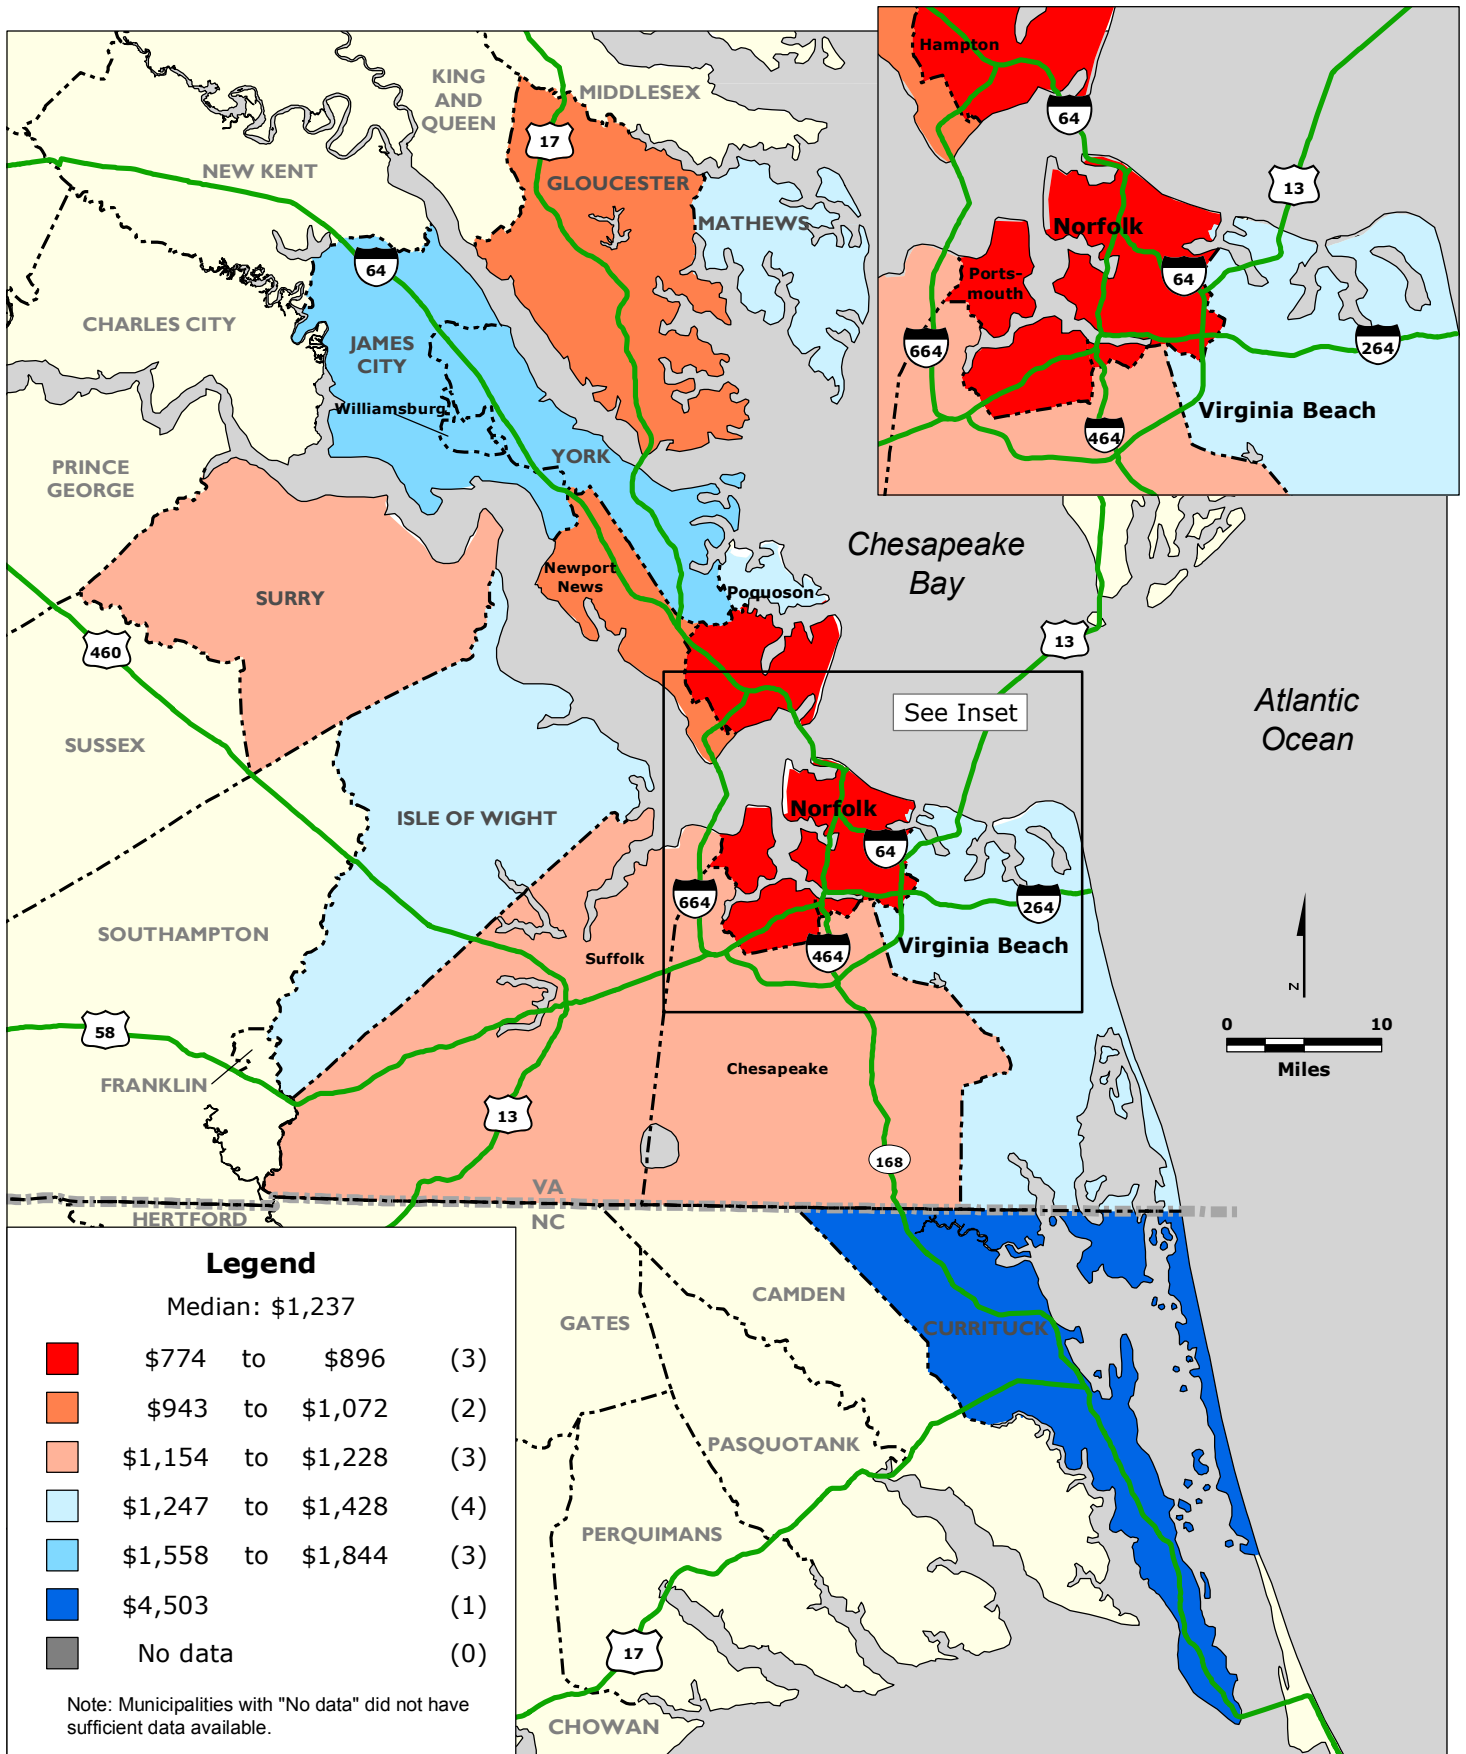 KING
AND
QUEEN
MIDDLESEX
17
NEW KENT
GLOUCESTER
MATHEWS
64
CHARLES CITY
JAMES
CITY
Williamsburg
YORK
PRINCE
GEORGE
Newport
News
Poquoson
SURRY
460
SUSSEX
ISLE OF WIGHT
SOUTHAMPTON
58
FRANKLIN
Suffolk
13
Chesapeake
168
664
464
64
264
Norfolk
Virginia Beach
13
See Inset
Chesapeake
Bay
Atlantic
Ocean
N
0 10
Miles
Hampton
64
13
Norfolk
Ports-
mouth
64
664
264
Virginia Beach
464
VA
NC
HERTFORD
GATES
CAMDEN
CURRITUCK
PASQUOTANK
PERQUIMANS
17
CHOWAN
Legend
Median: $1,237
$774 to $896 (3)
$943 to $1,072 (2)
$1,154 to $1,228 (3)
$1,247 to $1,428 (4)
$1,558 to $1,844 (3)
$4,503 (1)
No data (0)
Note: Municipalities with "No data" did not have
sufficient data available.